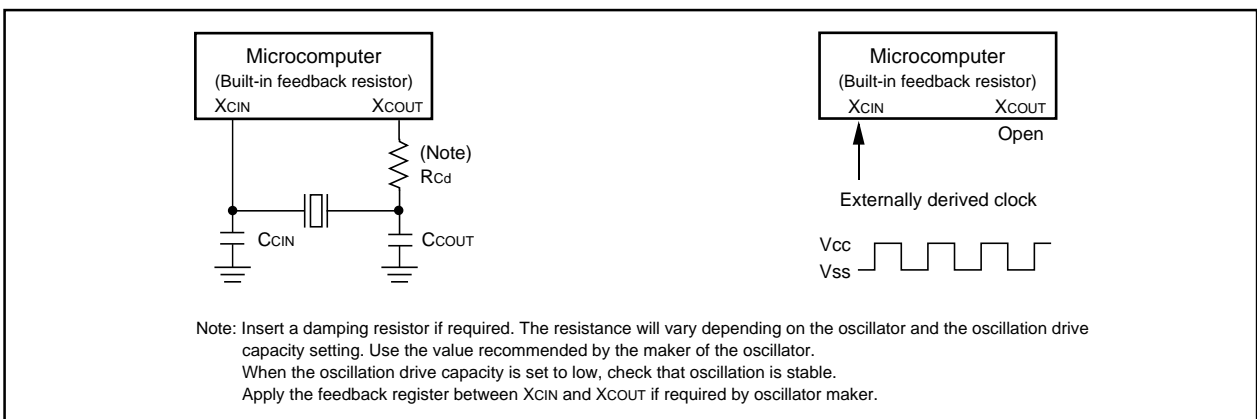 Microcomputer
(Built-in feedback resistor)
XCIN XCOUT
(Note)
RCd
CCIN CCOUT
Microcomputer
(Built-in feedback resistor)
XCIN XCOUT
Open
Externally derived clock
Vcc
Vss
Note: Insert a damping resistor if required. The resistance will vary depending on the oscillator and the oscillation drive
capacity setting. Use the value recommended by the maker of the oscillator.
When the oscillation drive capacity is set to low, check that oscillation is stable.
Apply the feedback register between XCIN and XCOUT if required by oscillator maker.